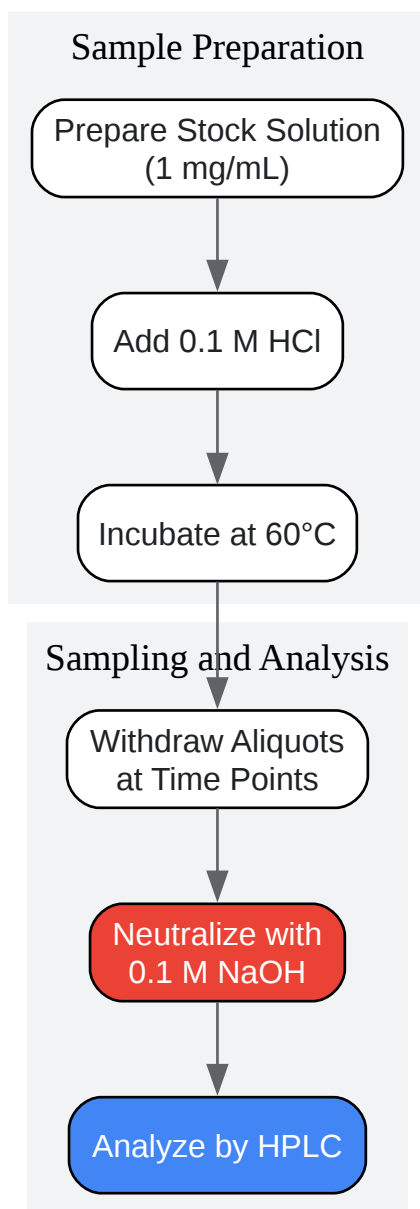 Sample Preparation
Prepare Stock Solution
(1 mg/mL)
Add 0.1 M HCl
Incubate at 60°C
Sampling and Analysis
Withdraw Aliquots
at Time Points
Neutralize with
0.1 M NaOH
Analyze by HPLC